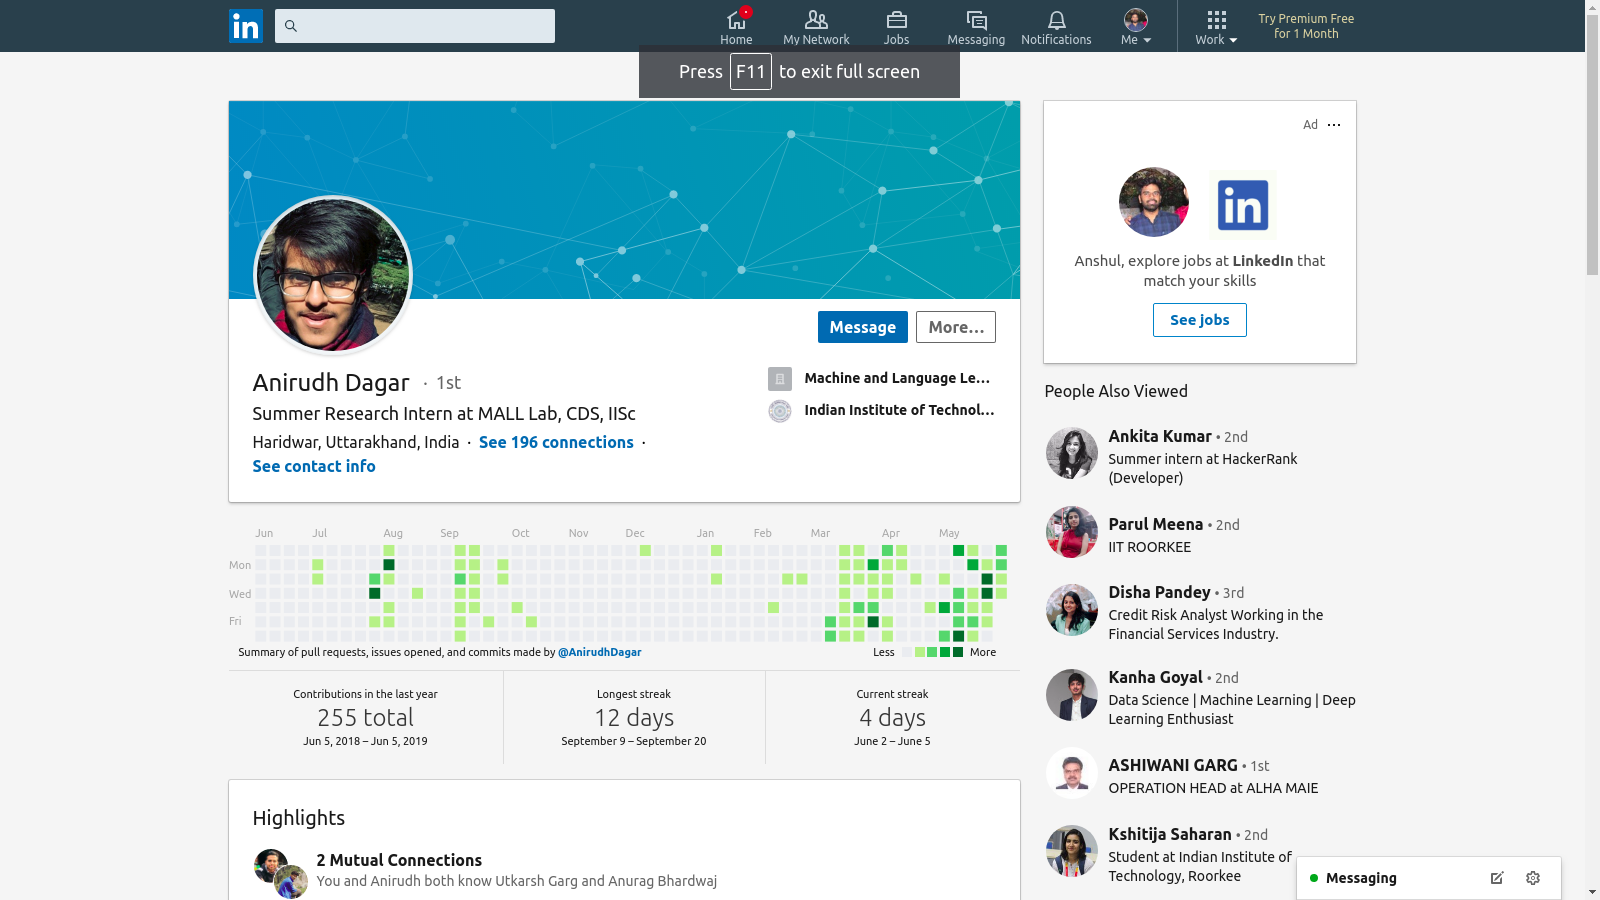 in
Home
My Network
Jobs
Messaging
Notifications
Me
Work
Try Premium Free
for 1 Month
Press F11 to exit full screen
Message
More...
Anirudh Dagar · 1st
Summer Research Intern at MALL Lab, CDS, IISc
Haridwar, Uttarakhand, India · See 196 connections ·
See contact info
Machine and Language Le...
Indian Institute of Technol...
Jun Jul Aug Sep Oct Nov Dec Jan Feb Mar Apr May
Mon
Wed
Fri
Summary of pull requests, issues opened, and commits made by @AnirudhDagar
Less More
Contributions in the last year
255 total
Jun 5, 2018 – Jun 5, 2019
Longest streak
12 days
September 9 – September 20
Current streak
4 days
June 2 – June 5
Highlights
2 Mutual Connections
You and Anirudh both know Utkarsh Garg and Anurag Bhardwaj
Ad ...
in
Anshul, explore jobs at LinkedIn that
match your skills
See jobs
People Also Viewed
Ankita Kumar • 2nd
Summer intern at HackerRank
(Developer)
Parul Meena • 2nd
IIT ROORKEE
Disha Pandey • 3rd
Credit Risk Analyst Working in the
Financial Services Industry.
Kanha Goyal • 2nd
Data Science | Machine Learning | Deep
Learning Enthusiast
ASHIWANI GARG • 1st
OPERATION HEAD at ALHA MAIE
Kshitija Saharan • 2nd
Student at Indian Institute of
Technology, Roorkee
Messaging